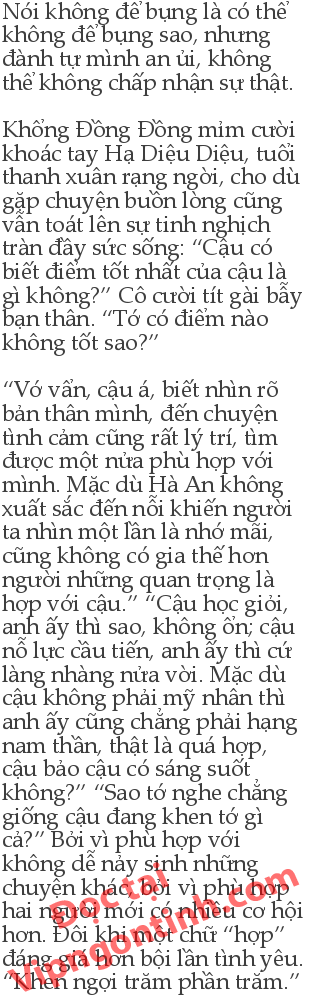 Nói không để bụng là có thể
không để bụng sao, nhưng
đành tự mình an ủi, không
thể không chấp nhận sự thật.
Khổng Đồng Đồng mỉm cười
khoác tay Hạ Diệu Diệu, tuổi
thanh xuân rạng ngời, cho dù
gặp chuyện buồn lòng cũng
vẫn toát lên sự tinh nghịch
tràn đầy sức sống: “Cậu có
biết điểm tốt nhất của cậu là
gì không?” Cô cười tít gài bẫy
bạn thân. “Tớ có điểm nào
không tốt sao?”
“Vớ vẩn, cậu á, biết nhìn rõ
bản thân mình, đến chuyện
tình cảm cũng rất lý trí, tìm
được một nửa phù hợp với
mình. Mặc dù Hà An không
xuất sắc đến nỗi khiến người
ta nhìn một lần là nhớ mãi,
cũng không có gia thế hơn
người những quan trọng là
hợp với cậu.” “Cậu học giỏi,
anh ấy thì sao, không ổn; cậu
nỗ lực cầu tiến, anh ấy thì cứ
làng nhàng nửa vời. Mặc dù
cậu không phải mỹ nhân thì
anh ấy cũng chẳng phải hạng
nam thần, thật là quá hợp,
cậu bảo cậu có sáng suốt
không?” “Sao tớ nghe chẳng
giống cậu đang khen tớ gì
cả?” Bởi vì phù hợp với
không dễ nảy sinh những
chuyện khác, bởi vì phù hợp
hai người mới có nhiều cơ hội
hơn. Đôi khi một chữ “hợp”
đáng giá hơn bội lần tình yêu.
“Khen ngợi trăm phần trăm.”
Đọc tại
Vipngontinh.com